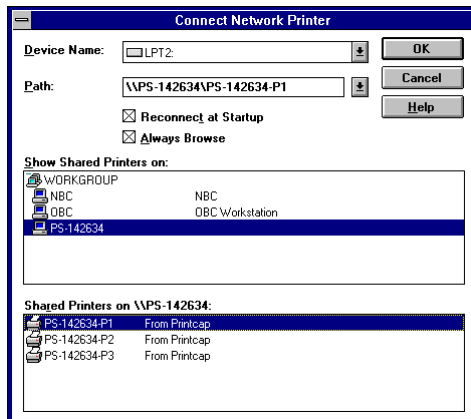 Connect Network Printer
Device Name: LPT2: OK
Path: \\PS-142634\PS-142634-P1 Cancel
Help
Reconnect at Startup
Always Browse
Show Shared Printers on:
WORKGROUP
NBC NBC
OBC OBC Workstation
PS-142634
Shared Printers on \\PS-142634:
PS-142634-P1 From Printcap
PS-142634-P2 From Printcap
PS-142634-P3 From Printcap